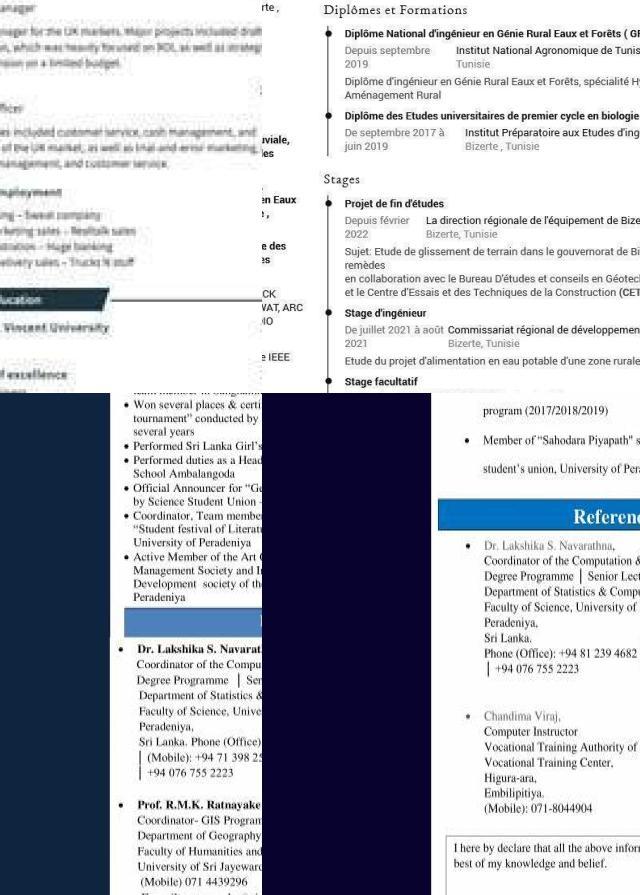 anager
nager for the UK markets. Major projects included draft
n, which was heavily focused on ROI, as well as strateg
nsion on a limited budget.
fficer
es included customer service, cash management, and
of the UK market, as well as trial-and-error marketing,
management, and customer service.
mployment
ng – Sweat company
rketing sales – Realtalk sales
stration – Huge banking
elivery sales – Trucks N stuff
ducation
Vincent University
f excellence
rte ,
uviale,
les
en Eaux
e ,
e des
es
CK
WAT, ARC
IO
e IEEE
Diplômes et Formations
Diplôme National d'ingénieur en Génie Rural Eaux et Forêts ( GR
Depuis septembre Institut National Agronomique de Tunis
2019 Tunisie
Diplôme d'ingénieur en Génie Rural Eaux et Forêts, spécialité Hy
Aménagement Rural
Diplôme des Etudes universitaires de premier cycle en biologie
De septembre 2017 à Institut Préparatoire aux Etudes d'ing
juin 2019 Bizerte , Tunisie
Stages
Projet de fin d'études
Depuis février La direction régionale de l'équipement de Bize
2022 Bizerte, Tunisie
Sujet: Etude de glissement de terrain dans le gouvernorat de Bi
remèdes
en collaboration avec le Bureau D'études et conseils en Géotec
et le Centre d'Essais et des Techniques de la Construction (CET
Stage d'ingénieur
De juillet 2021 à août Commissariat régional de développemen
2021 Bizerte, Tunisie
Etude du projet d'alimentation en eau potable d'une zone rurale
Stage facultatif
• Won several places & certi
tournament” conducted by
several years
• Performed Sri Lanka Girl's
• Performed duties as a Head
School Ambalangoda
• Official Announcer for “Ge
by Science Student Union -
• Coordinator, Team membe
“Student festival of Literat
University of Peradeniya
• Active Member of the Art C
Management Society and I
Development society of th
Peradeniya
• Dr. Lakshika S. Navarat
Coordinator of the Compu
Degree Programme | Sen
Department of Statistics &
Faculty of Science, Unive
Peradeniya,
Sri Lanka. Phone (Office)
| (Mobile): +94 71 398 25
| +94 076 755 2223
• Prof. R.M.K. Ratnayake
Coordinator- GIS Program
Department of Geography
Faculty of Humanities and
University of Sri Jayeward
(Mobile) 071 4439296
program (2017/2018/2019)
• Member of “Sahodara Piyapath" s
student’s union, University of Pera
Referenc
• Dr. Lakshika S. Navarathna,
Coordinator of the Computation &
Degree Programme | Senior Lect
Department of Statistics & Compu
Faculty of Science, University of
Peradeniya,
Sri Lanka.
Phone (Office): +94 81 239 4682
| +94 076 755 2223
• Chandima Viraj,
Computer Instructor
Vocational Training Authority of
Vocational Training Center,
Higura-ara,
Embilipitiya.
(Mobile): 071-8044904
I here by declare that all the above inform
best of my knowledge and belief.